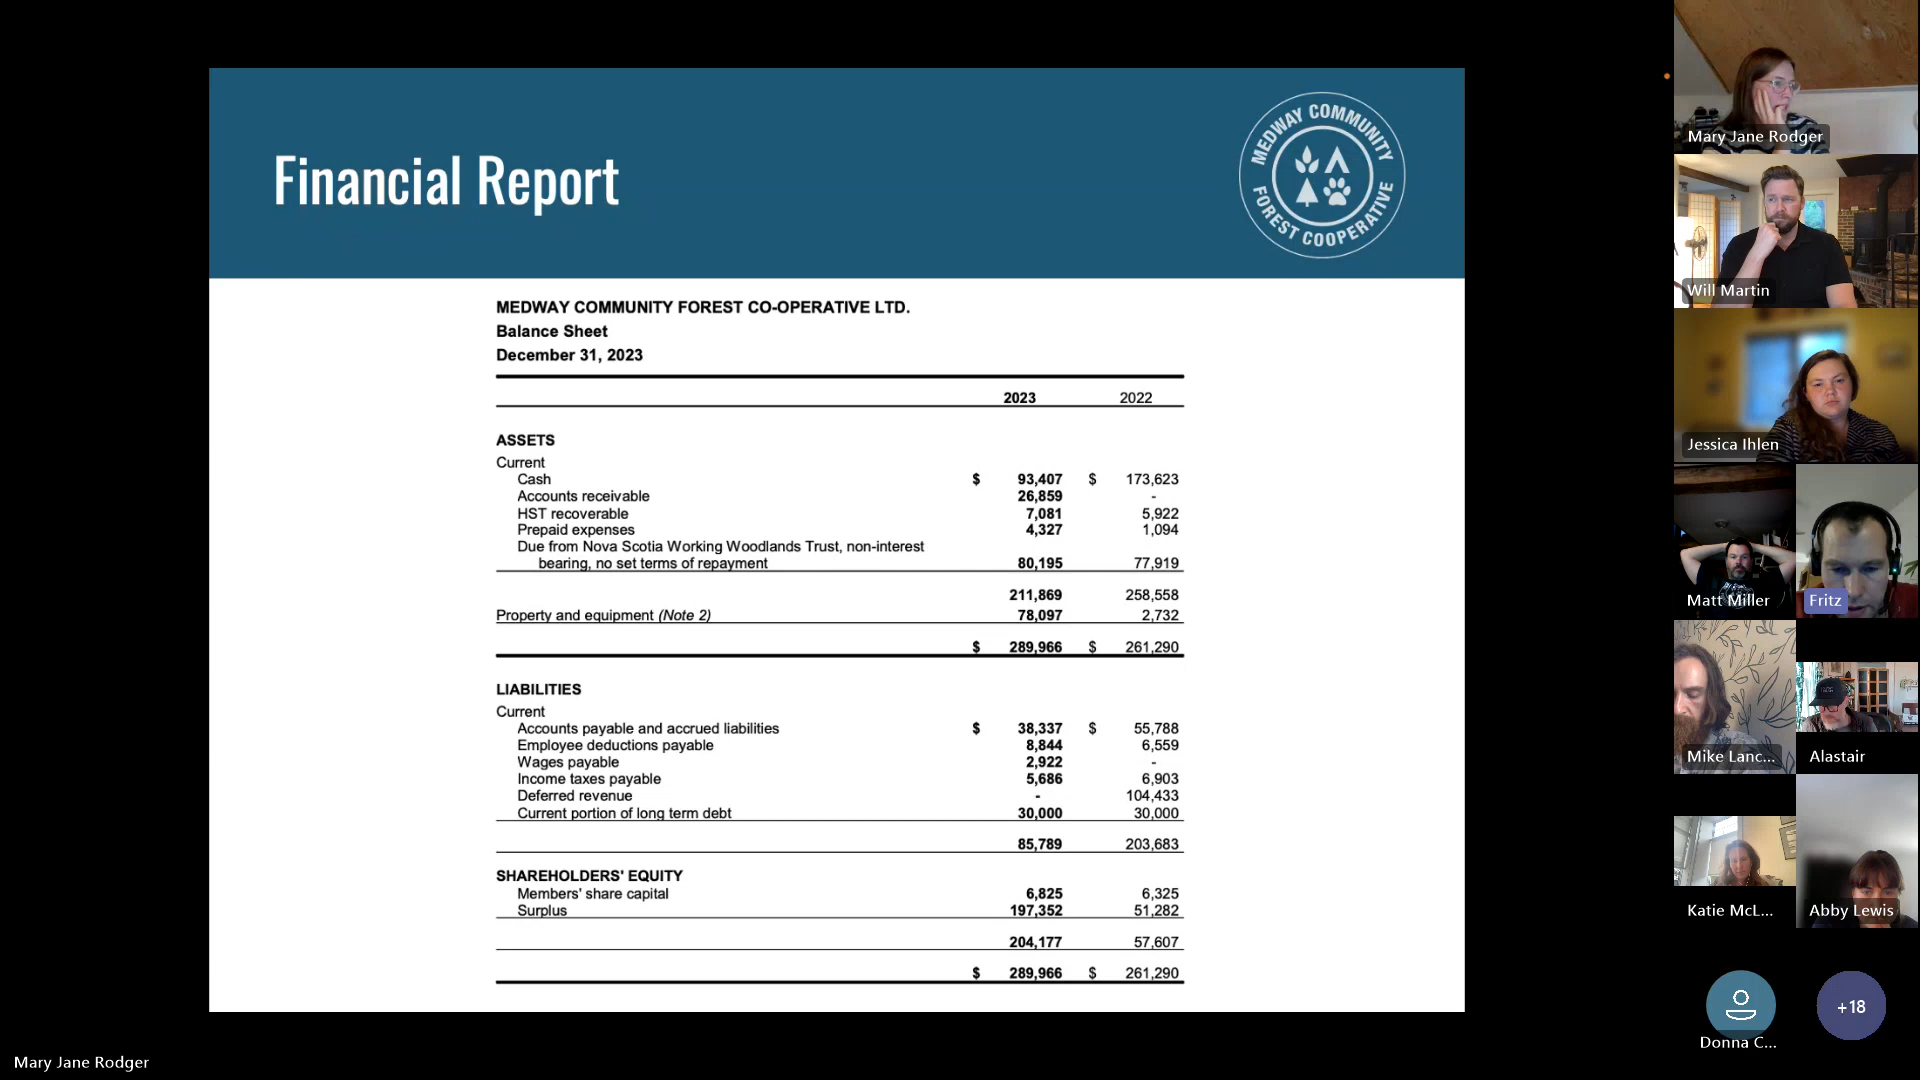 Financial Report
MEDWAY COMMUNITY
FOREST COOPERATIVE
MEDWAY COMMUNITY FOREST CO-OPERATIVE LTD.
Balance Sheet
December 31, 2023
2023 2022
ASSETS
Current
Cash $ 93,407 $ 173,623
Accounts receivable 26,859 -
HST recoverable 7,081 5,922
Prepaid expenses 4,327 1,094
Due from Nova Scotia Working Woodlands Trust, non-interest
bearing, no set terms of repayment 80,195 77,919
211,869 258,558
Property and equipment (Note 2) 78,097 2,732
$ 289,966 $ 261,290
LIABILITIES
Current
Accounts payable and accrued liabilities $ 38,337 $ 55,788
Employee deductions payable 8,844 6,559
Wages payable 2,922 -
Income taxes payable 5,686 6,903
Deferred revenue - 104,433
Current portion of long term debt 30,000 30,000
85,789 203,683
SHAREHOLDERS' EQUITY
Members' share capital 6,825 6,325
Surplus 197,352 51,282
204,177 57,607
$ 289,966 $ 261,290
Mary Jane Rodger
Will Martin
Jessica Ihlen
Matt Miller
Fritz
Mike Lanc...
Alastair
Katie McL...
Abby Lewis
Donna C...
+18
Mary Jane Rodger